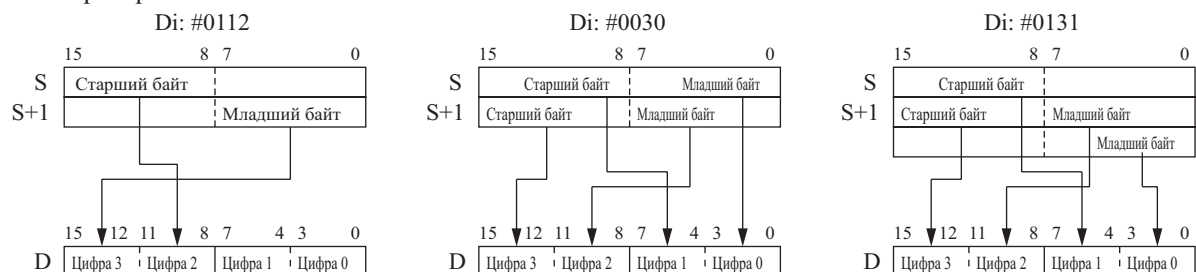 Di: #0112 Di: #0030 Di: #0131
15 8 7 0 15 8 7 0 15 8 7 0
S Старший байт S Старший байт Младший байт S Старший байт
S+1 Младший байт S+1 Старший байт Младший байт S+1 Старший байт Младший байт
Младший байт
15 12 11 8 7 4 3 0 15 12 11 8 7 4 3 0 15 12 11 8 7 4 3 0
D Цифра 3 Цифра 2 Цифра 1 Цифра 0 D Цифра 3 Цифра 2 Цифра 1 Цифра 0 D Цифра 3 Цифра 2 Цифра 1 Цифра 0